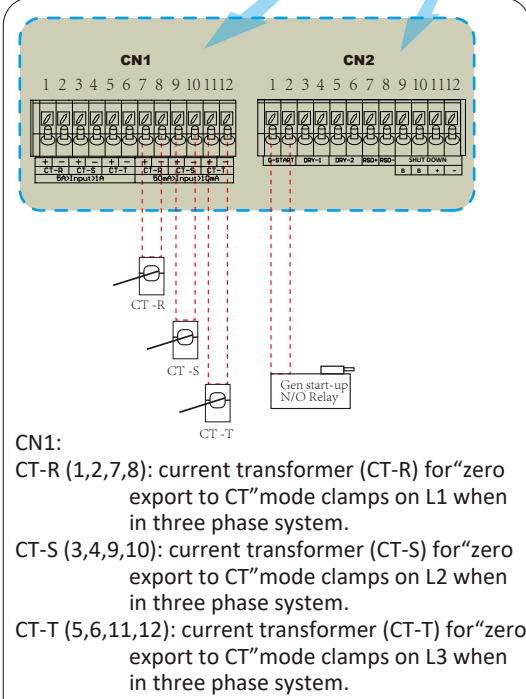 CN1 CN2
1 2 3 4 5 6 7 8 9 10 11 12 1 2 3 4 5 6 7 8 9 10 11 12
+ - + - + - + - + - + - G-START DRY-1 DRY-2 RSD+ RSD- SHUT DOWN
CT-R CT-S CT-T CT-R CT-S CT-T B B + -
5A>Input>1A 50mA>Input>10mA
CT -R
CT -S
CT -T
Gen start-up
N/O Relay
CN1:
CT-R (1,2,7,8): current transformer (CT-R) for“zero
export to CT”mode clamps on L1 when
in three phase system.
CT-S (3,4,9,10): current transformer (CT-S) for“zero
export to CT”mode clamps on L2 when
in three phase system.
CT-T (5,6,11,12): current transformer (CT-T) for“zero
export to CT”mode clamps on L3 when
in three phase system.